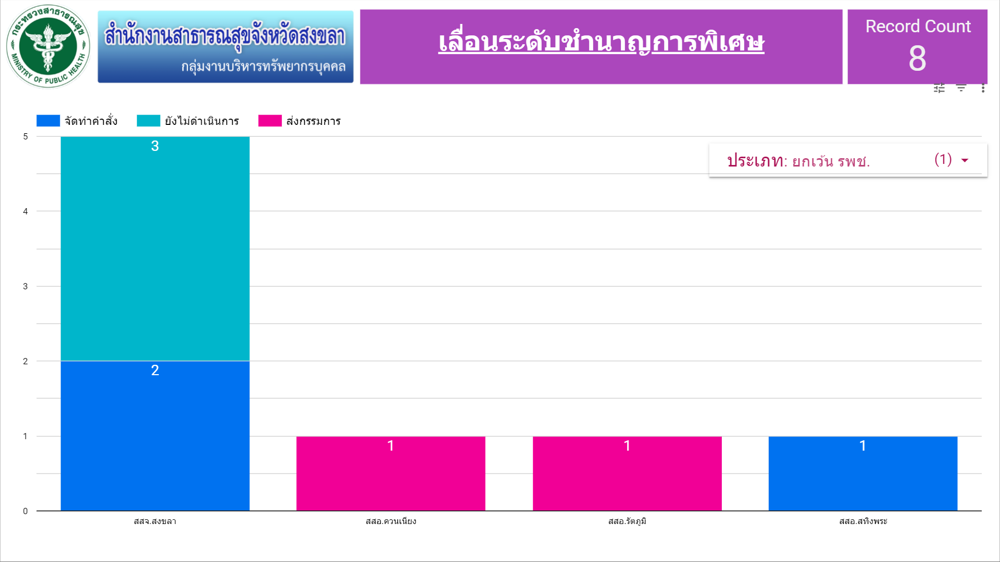 กระทรวงสาธารณสุข
MINISTRY OF PUBLIC HEALTH
สำนักงานสาธารณสุขจังหวัดสงขลา
กลุ่มงานบริหารทรัพยากรบุคคล
เลื่อนระดับชำนาญการพิเศษ
Record Count
8
จัดทำคำสั่ง ยังไม่ดำเนินการ ส่งกรรมการ
ประเภท: ยกเว้น รพช. (1)
5
4
3
2
1
0
3
2
1
1
1
สสจ.สงขลา สสอ.ควนเนียง สสอ.รัตภูมิ สสอ.สทิงพระ